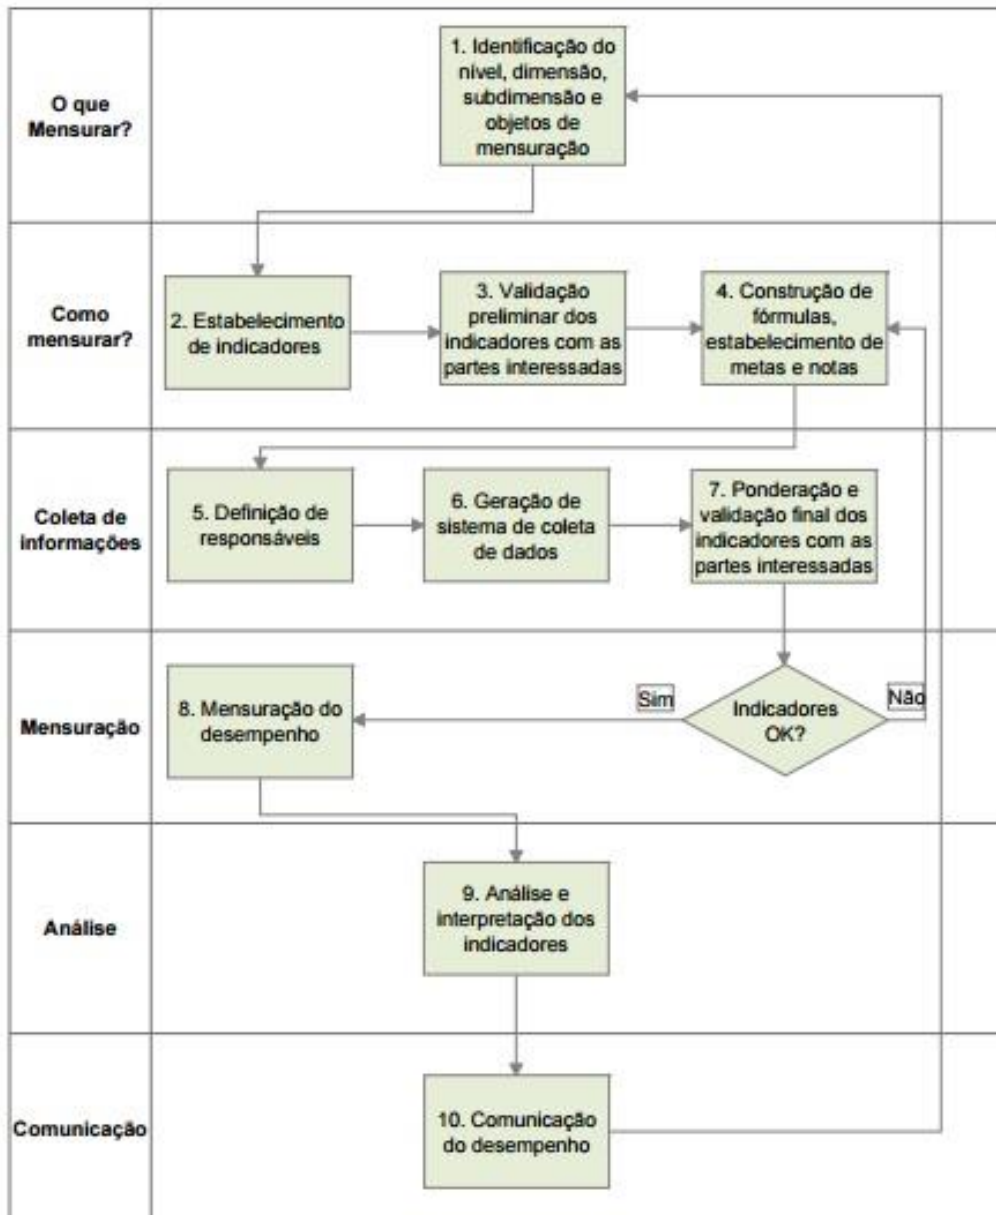 O que
Mensurar?
1. Identificação do
nível, dimensão,
subdimensão e
objetos de
mensuração
Como
mensurar?
2. Estabelecimento
de indicadores
3. Validação
preliminar dos
indicadores com as
partes interessadas
4. Construção de
fórmulas,
estabelecimento de
metas e notas
Coleta de
informações
5. Definição de
responsáveis
6. Geração de
sistema de coleta
de dados
7. Ponderação e
validação final dos
indicadores com as
partes interessadas
Mensuração
8. Mensuração do
desempenho
Sim
Indicadores
OK?
Não
Análise
9. Análise e
interpretação dos
indicadores
Comunicação
10. Comunicação
do desempenho